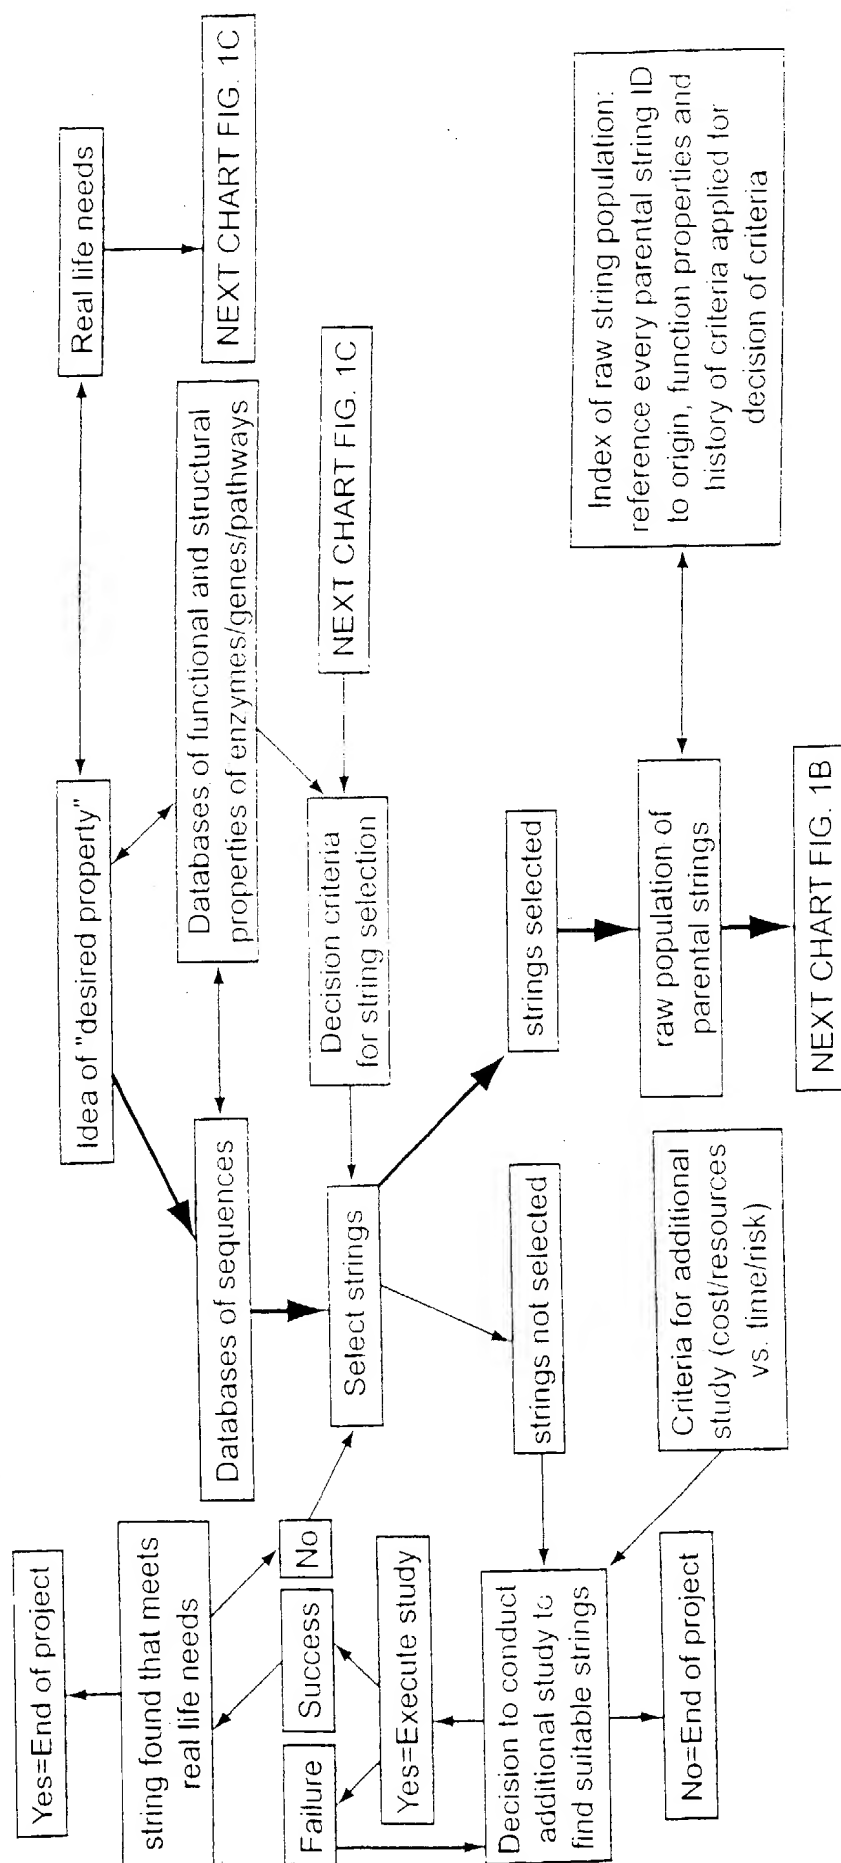 Yes=End of project
string found that meets
real life needs
Failure
Success
No
Yes=Execute study
Decision to conduct
additional study to
find suitable strings
No=End of project
Idea of "desired property"
Real life needs
NEXT CHART FIG. 1C
Databases of sequences
Databases of functional and structural
properties of enzymes/genes/pathways
Select strings
Decision criteria
for string selection
NEXT CHART FIG. 1C
strings not selected
strings selected
Criteria for additional
study (cost/resources
vs. time/risk)
raw population of
parental strings
Index of raw string population:
reference every parental string ID
to origin, function properties and
history of criteria applied for
decision of criteria
NEXT CHART FIG. 1B